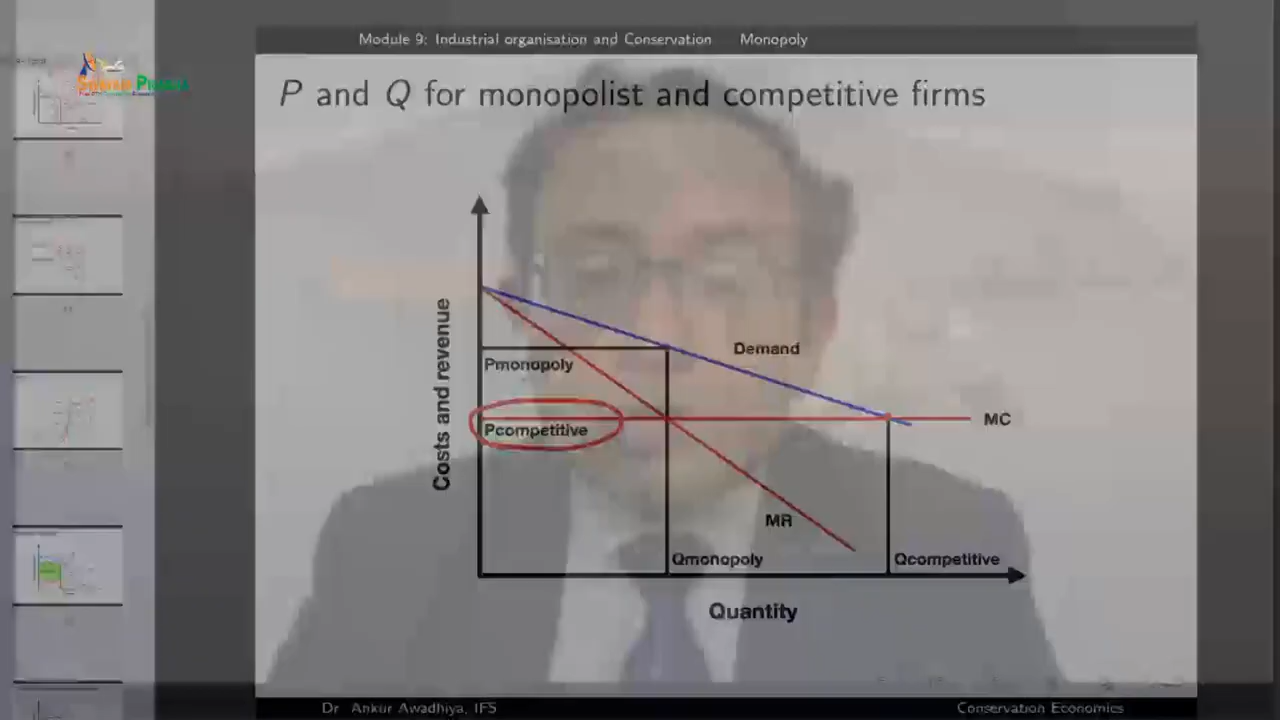 Module 9: Industrial organisation and Conservation Monopoly
P and Q for monopolist and competitive firms
Costs and revenue
Demand
Pmonopoly
MC
Pcompetitive
MR
Qmonopoly
Qcompetitive
Quantity
Dr Ankur Awadhiya, IFS
Conservation Economics